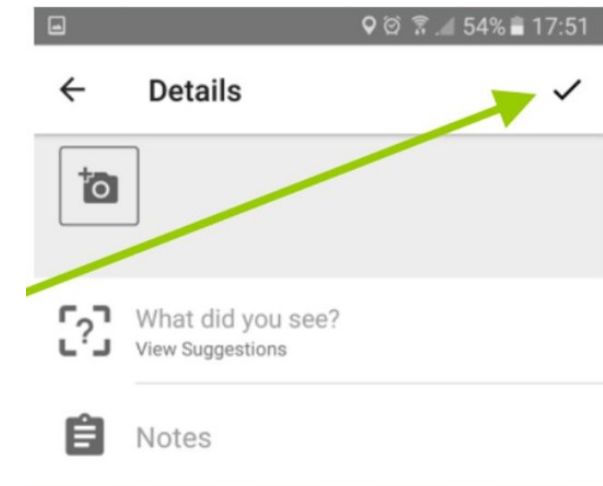 54% 17:51
Details
What did you see?
View Suggestions
Notes